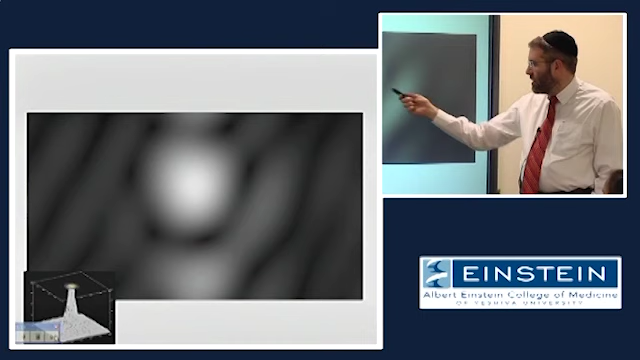 EINSTEIN
Albert Einstein College of Medicine
OF YESHIVA UNIVERSITY